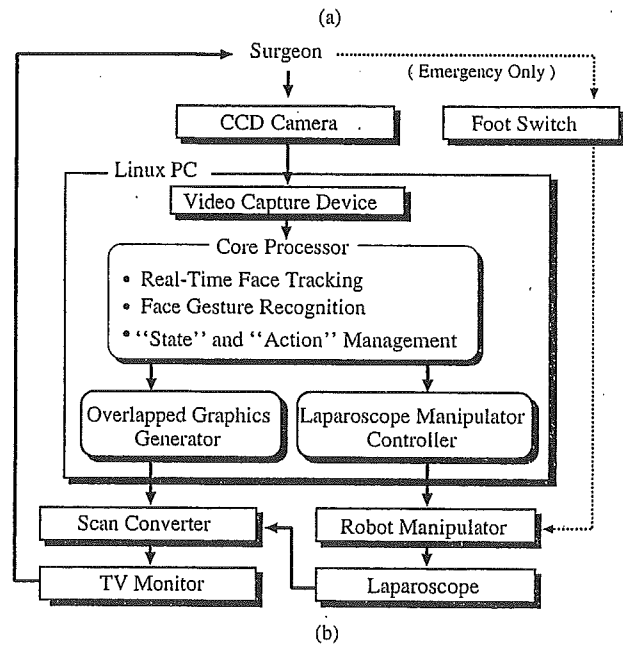 (a)
Surgeon
( Emergency Only )
CCD Camera
Foot Switch
Linux PC
Video Capture Device
Core Processor
• Real-Time Face Tracking
• Face Gesture Recognition
• “State” and “Action” Management
Overlapped Graphics
Generator
Laparoscope Manipulator
Controller
Scan Converter
Robot Manipulator
TV Monitor
Laparoscope
(b)